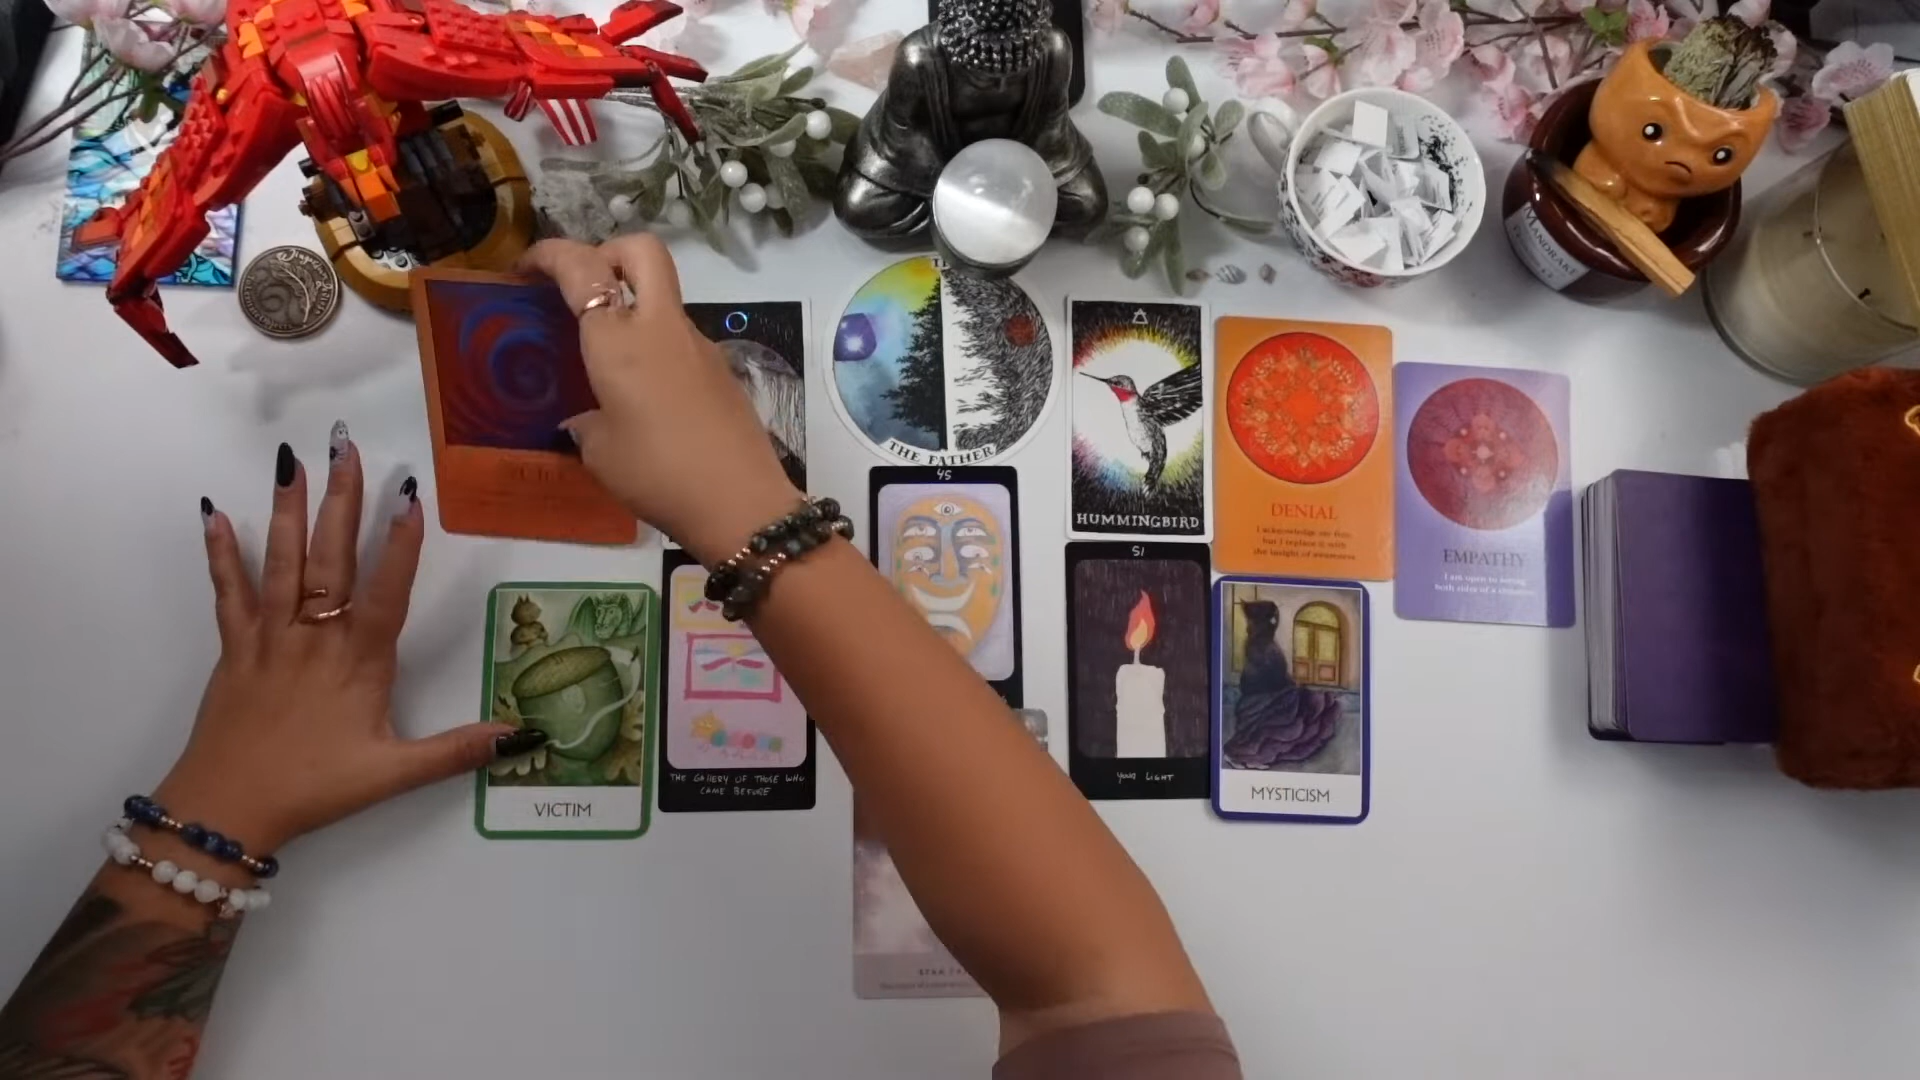 MANDRAKE
THE FATHER
45
HUMMINGBIRD
DENIAL
I acknowledge my fear,
but I replace it with
the insight of awareness.
EMPATHY
I am open to seeing
both sides of a situation.
51
YOUR LIGHT
VICTIM
THE GALLERY OF THOSE WHO
CAME BEFORE
MYSTICISM
STAR